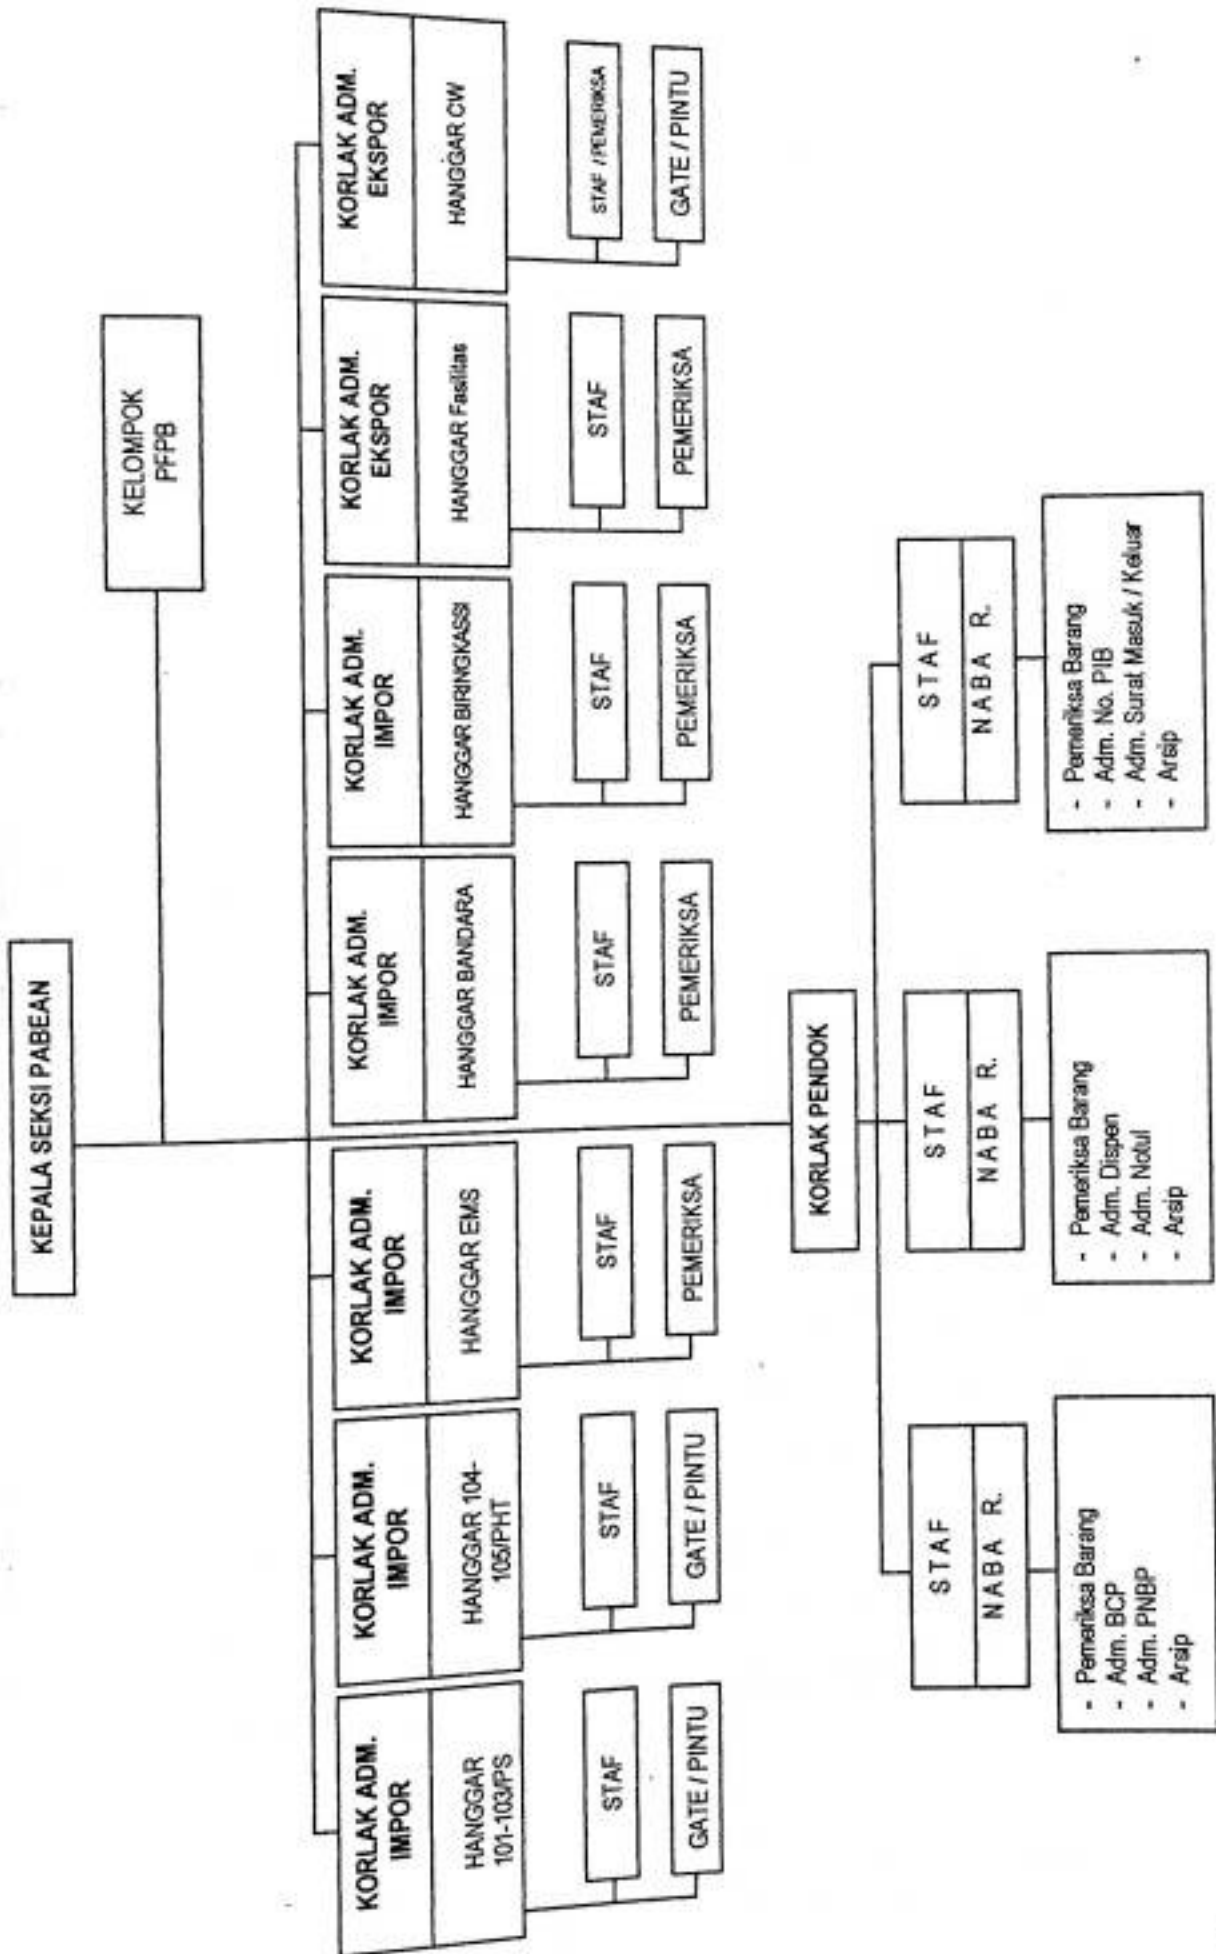 KEPALA SEKSI PABEAN
KELOMPOK
PFPB
KORLAK ADM.
IMPOR
HANGGAR
101-103/PS
STAF
GATE / PINTU
KORLAK ADM.
IMPOR
HANGGAR 104-
105/PHT
STAF
GATE / PINTU
KORLAK ADM.
IMPOR
HANGGAR EMS
STAF
PEMERIKSA
KORLAK ADM.
IMPOR
HANGGAR BANDARA
STAF
PEMERIKSA
KORLAK ADM.
IMPOR
HANGGAR BIRINGKASSI
STAF
PEMERIKSA
KORLAK ADM.
EKSPOR
HANGGAR Fasilitas
STAF
PEMERIKSA
KORLAK ADM.
EKSPOR
HANGGAR CW
STAF / PEMERIKSA
GATE / PINTU
KORLAK PENDOK
STAF
NABA R.
- Pemeriksa Barang
- Adm. BCP
- Adm. PNBP
- Arsip
STAF
NABA R.
- Pemeriksa Barang
- Adm. Dispen
- Adm. Notul
- Arsip
STAF
NABA R.
- Pemeriksa Barang
- Adm. No. PIB
- Adm. Surat Masuk / Keluar
- Arsip